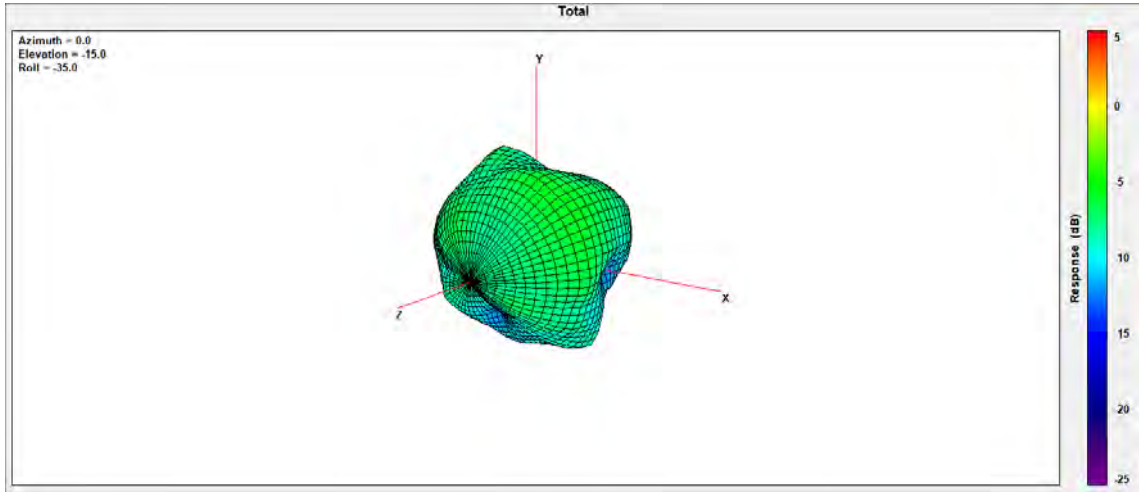 Total
Azimuth = 0.0
Elevation = -15.0
Roll = -35.0
Y
X
Z
5
0
5
10
15
-20
-25
Response (dB)